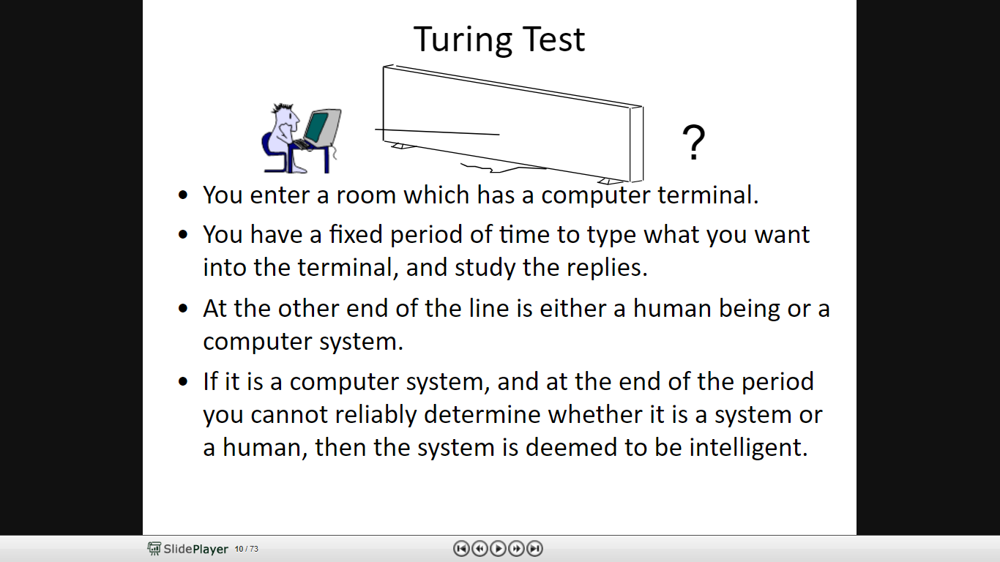 Turing Test
?
• You enter a room which has a computer terminal.
• You have a fixed period of time to type what you want
into the terminal, and study the replies.
• At the other end of the line is either a human being or a
computer system.
• If it is a computer system, and at the end of the period
you cannot reliably determine whether it is a system or
a human, then the system is deemed to be intelligent.
SlidePlayer 10 / 73